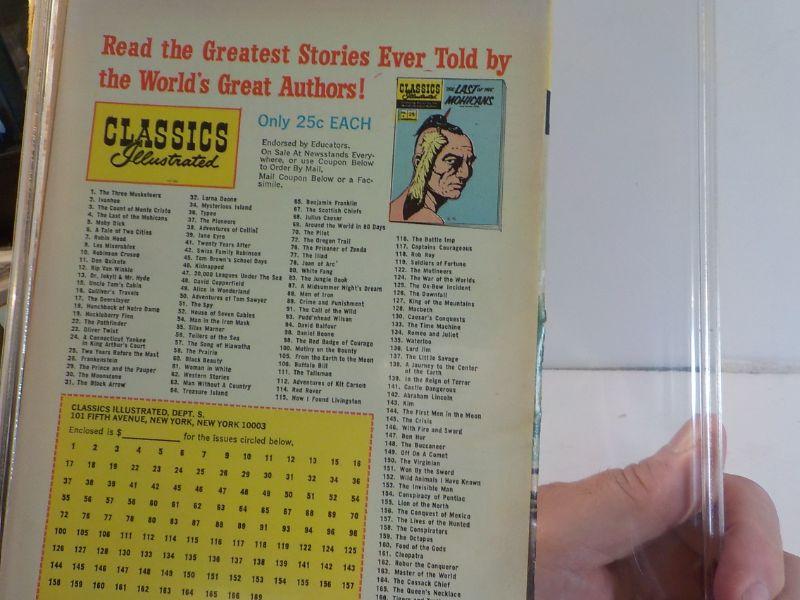 Read the Greatest Stories Ever Told by
the World's Great Authors!
CLASSICS
Illustrated
Only 25c EACH
Endorsed by Educators.
On Sale At Newsstands Every-
where, or use Coupon Below
to Order By Mail.
Mail Coupon Below or a Fac-
simile.
CLASSICS
Illustrated
THE LAST OF THE
MOHICANS
1. The Three Musketeers
2. Ivanhoe
3. The Count of Monte Cristo
4. The Last of the Mohicans
5. Moby Dick
6. A Tale of Two Cities
7. Robin Hood
9. Les Miserables
10. Robinson Crusoe
11. Don Quixote
12. Rip Van Winkle
13. Dr. Jekyll & Mr. Hyde
15. Uncle Tom's Cabin
16. Gulliver's Travels
17. The Deerslayer
18. Hunchback of Notre Dame
19. Huckleberry Finn
22. The Pathfinder
23. Oliver Twist
24. A Connecticut Yankee
in King Arthur's Court
25. Two Years Before the Mast
26. Frankenstein
29. The Prince and the Pauper
30. The Moonstone
31. The Black Arrow
32. Lorna Doone
34. Mysterious Island
36. Typee
37. The Pioneers
38. Adventures of Cellini
39. Jane Eyre
41. Twenty Years After
42. Swiss Family Robinson
45. Tom Brown's School Days
46. Kidnapped
47. 20,000 Leagues Under The Sea
48. David Copperfield
49. Alice in Wonderland
50. Adventures of Tom Sawyer
51. The Spy
52. House of Seven Gables
54. Man in the Iron Mask
55. Silas Marner
56. Toilers of the Sea
57. The Song of Hiawatha
58. The Prairie
60. Black Beauty
61. Woman in White
62. Western Stories
63. Man Without A Country
64. Treasure Island
65. Benjamin Franklin
67. The Scottish Chiefs
68. Julius Caesar
69. Around the World in 80 Days
70. The Pilot
72. The Oregon Trail
76. The Prisoner of Zenda
77. The Iliad
78. Joan of Arc
80. White Fang
83. The Jungle Book
87. A Midsummer Night's Dream
88. Men of Iron
89. Crime and Punishment
91. The Call of the Wild
93. Pudd'nhead Wilson
94. David Balfour
96. Daniel Boone
98. The Red Badge of Courage
100. Mutiny on the Bounty
105. From the Earth to the Moon
106. Buffalo Bill
111. The Talisman
112. Adventures of Kit Carson
114. Red Rover
115. How I Found Livingston
116. The Bottle Imp
117. Captains Courageous
118. Rob Roy
119. Soldiers of Fortune
122. The Mutineers
124. The War of the Worlds
125. The Ox-Bow Incident
126. The Downfall
127. King of the Mountains
128. Macbeth
130. Caesar's Conquests
133. The Time Machine
134. Romeo and Juliet
135. Waterloo
136. Lord Jim
137. The Little Savage
138. A Journey to the Center
of the Earth
139. In the Reign of Terror
141. Castle Dangerous
142. Abraham Lincoln
143. Kim
144. The First Men in the Moon
145. The Crisis
146. With Fire and Sword
147. Ben Hur
148. The Buccaneer
149. Off On A Comet
150. The Virginian
151. Won By the Sword
152. Wild Animals I Have Known
153. The Invisible Man
154. Conspiracy of Pontiac
155. Lion of the North
156. The Conquest of Mexico
157. The Lives of the Hunted
158. The Conspirators
159. The Octopus
160. Food of the Gods
161. Cleopatra
162. Robur the Conqueror
163. Master of the World
164. The Cossack Chief
165. The Queen's Necklace
CLASSICS ILLUSTRATED, DEPT. S.
101 FIFTH AVENUE, NEW YORK, NEW YORK 10003
Enclosed is $ for the issues circled below.
1 2 3 4 5 6 7 9 10 11 12 13 15 16
17 18 19 22 23 24 25 26 29 30 31 32 34 36
37 38 39 41 42 45 46 47 48 49 50 51 52 54
55 56 57 58 60 61 62 63 64 65 67 68 69 70
72 76 77 78 80 83 87 88 89 91 93 94 96 98
100 105 106 111 112 114 115 116 117 118 119 122 124 125
126 127 128 130 133 134 135 136 137 138 139 141 142 143
144 145 146 147 148 149 150 151 152 153 154 155 156 157
158 159 160 161 162 163 164 165 166 169